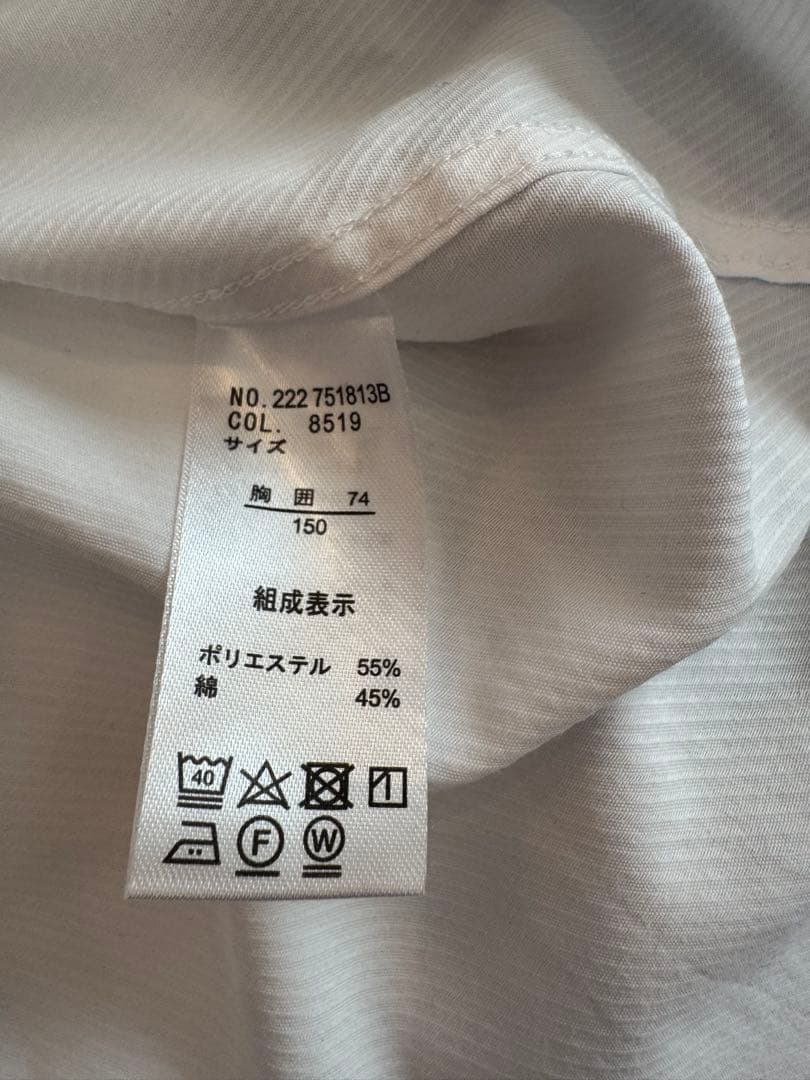 NO. 222 751813B
COL. 8519
サイズ
胸 囲 74
150
組成表示
ポリエステル 55%
綿 45%
40
F W